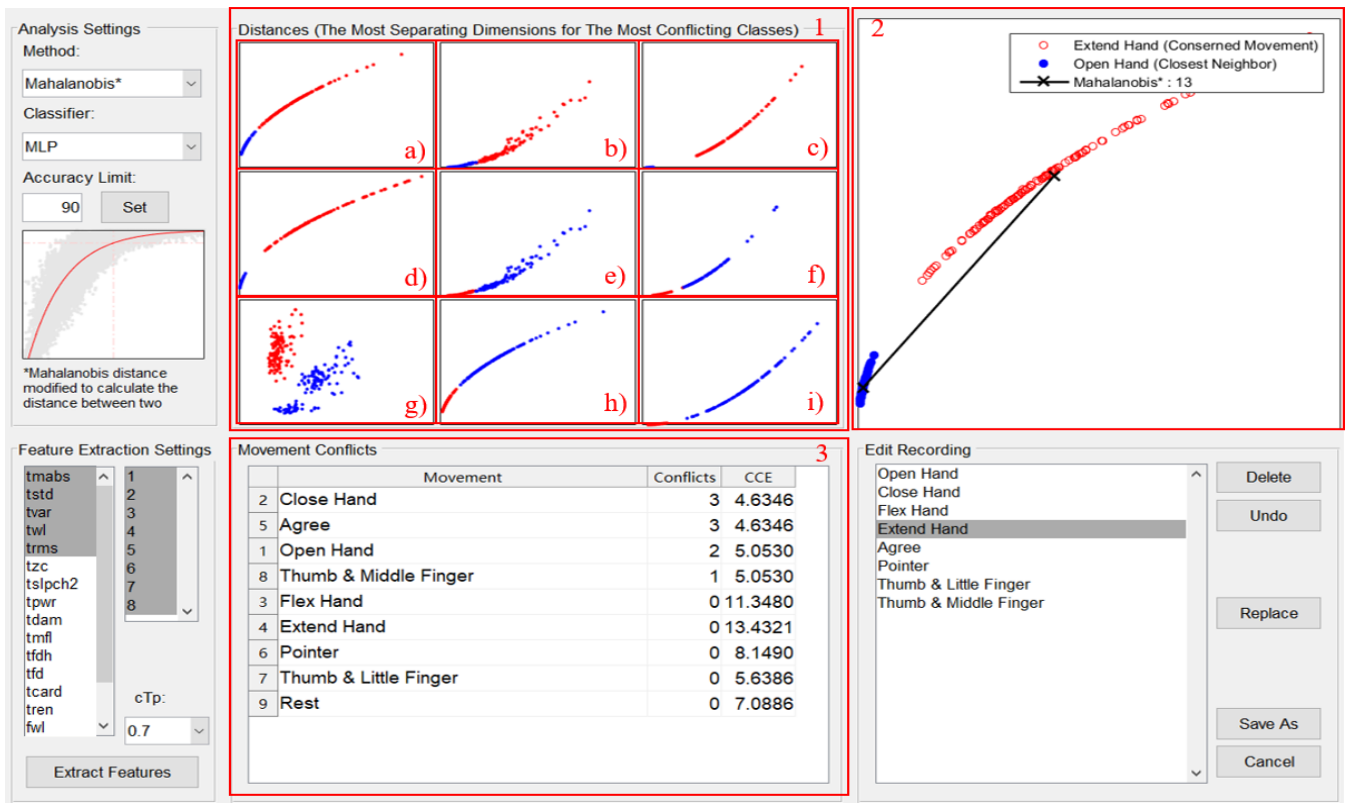 Analysis Settings
Method:
Mahalanobis*
Classifier:
MLP
Accuracy Limit:
90 Set
*Mahalanobis distance
modified to calculate the
distance between two
Distances (The Most Separating Dimensions for The Most Conflicting Classes) 1
a) b) c)
d) e) f)
g) h) i)
2
Extend Hand (Conserned Movement)
Open Hand (Closest Neighbor)
Mahalanobis* : 13
Feature Extraction Settings
tmabs
tstd
tvar
twl
trms
tzc
tslpch2
tpwr
tdam
tmfl
tfdh
tfd
tcard
tren
fwl
1
2
3
4
5
6
7
8
cTp:
0.7
Extract Features
Movement Conflicts 3
Movement Conflicts CCE
2 Close Hand 3 4.6346
5 Agree 3 4.6346
1 Open Hand 2 5.0530
8 Thumb & Middle Finger 1 5.0530
3 Flex Hand 0 11.3480
4 Extend Hand 0 13.4321
6 Pointer 0 8.1490
7 Thumb & Little Finger 0 5.6386
9 Rest 0 7.0886
Edit Recording
Open Hand
Close Hand
Flex Hand
Extend Hand
Agree
Pointer
Thumb & Little Finger
Thumb & Middle Finger
Delete
Undo
Replace
Save As
Cancel